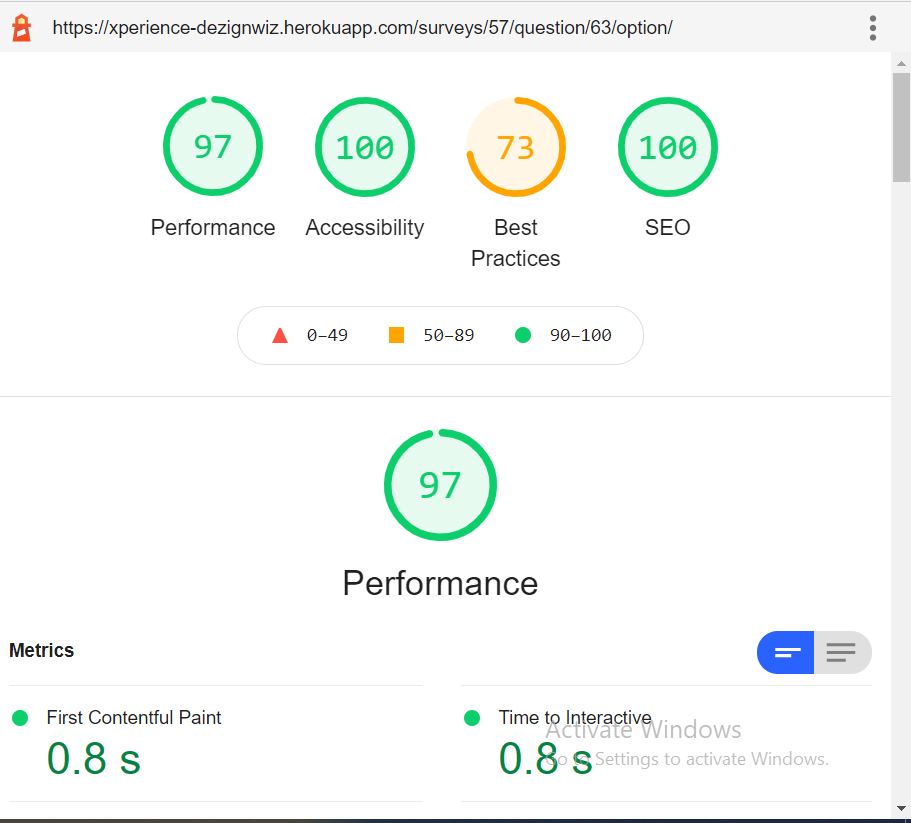 https://xperience-dezignwiz.herokuapp.com/surveys/57/question/63/option/
97 100 73 100
Performance Accessibility Best Practices SEO
0–49 50–89 90–100
97
Performance
Metrics
First Contentful Paint
0.8 s
Time to Interactive
0.8 s
Activate Windows
Go to Settings to activate Windows.